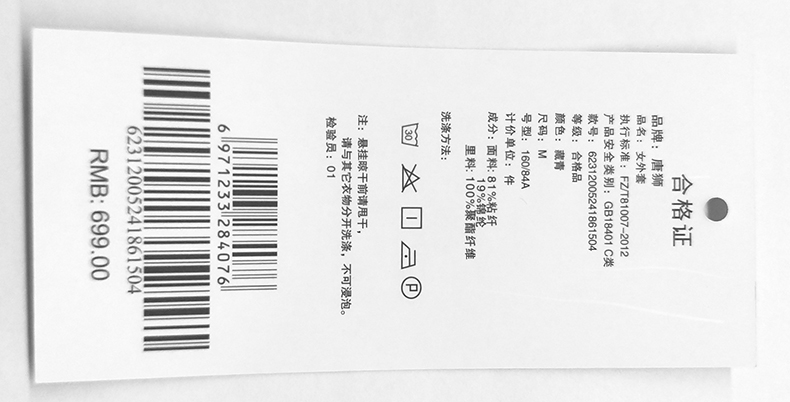 合格证
品牌：唐狮
品名：女外套
执行标准：FZ/T81007-2012
产品安全类别：GB18401 C类
款号：62312005241861504
等级：合格品
颜色：藏青
尺码：M
号型：160/84A
计价单位：件
成分：面料：81%粘纤
19%锦纶
里料：100%聚酯纤维
洗涤方法：
30
P
注：悬挂晾干前请甩干，
请与其它衣物分开洗涤，不可浸泡。
检验员：01
6 971233 284076
62312005241861504
RMB: 699.00